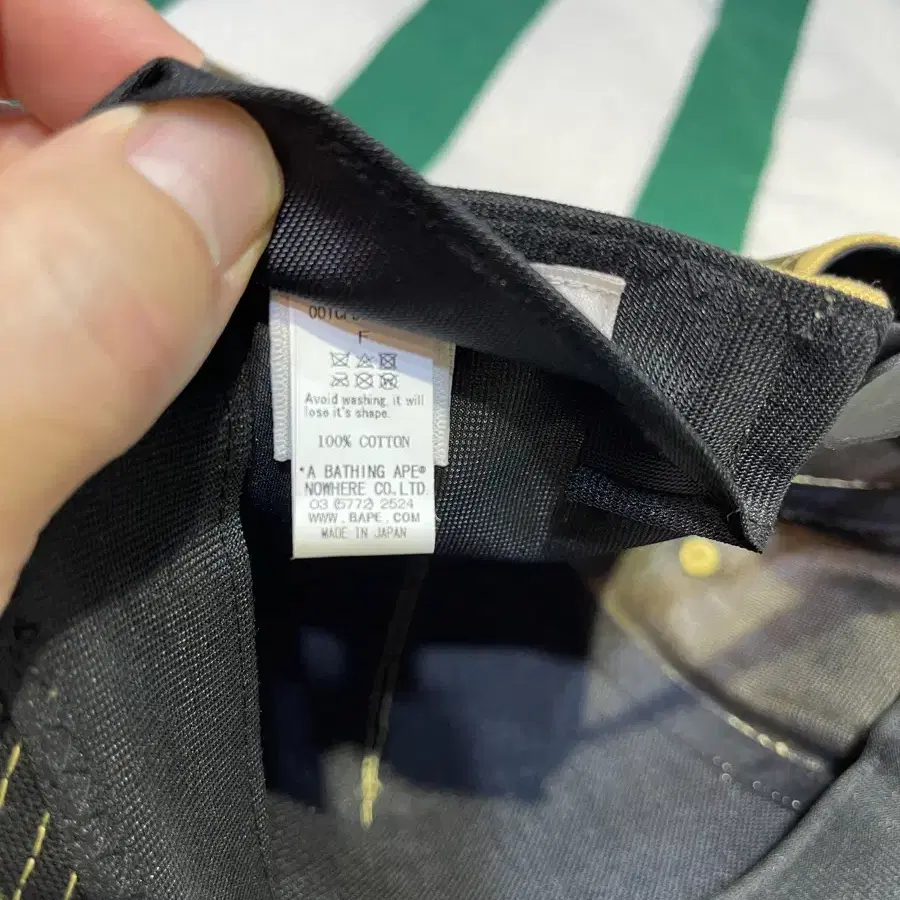 F
Avoid washing, it will
lose it's shape.
100% COTTON
*A BATHING APE®
NOWHERE CO.,LTD.
03 (5772) 2524
WWW.BAPE.COM
MADE IN JAPAN